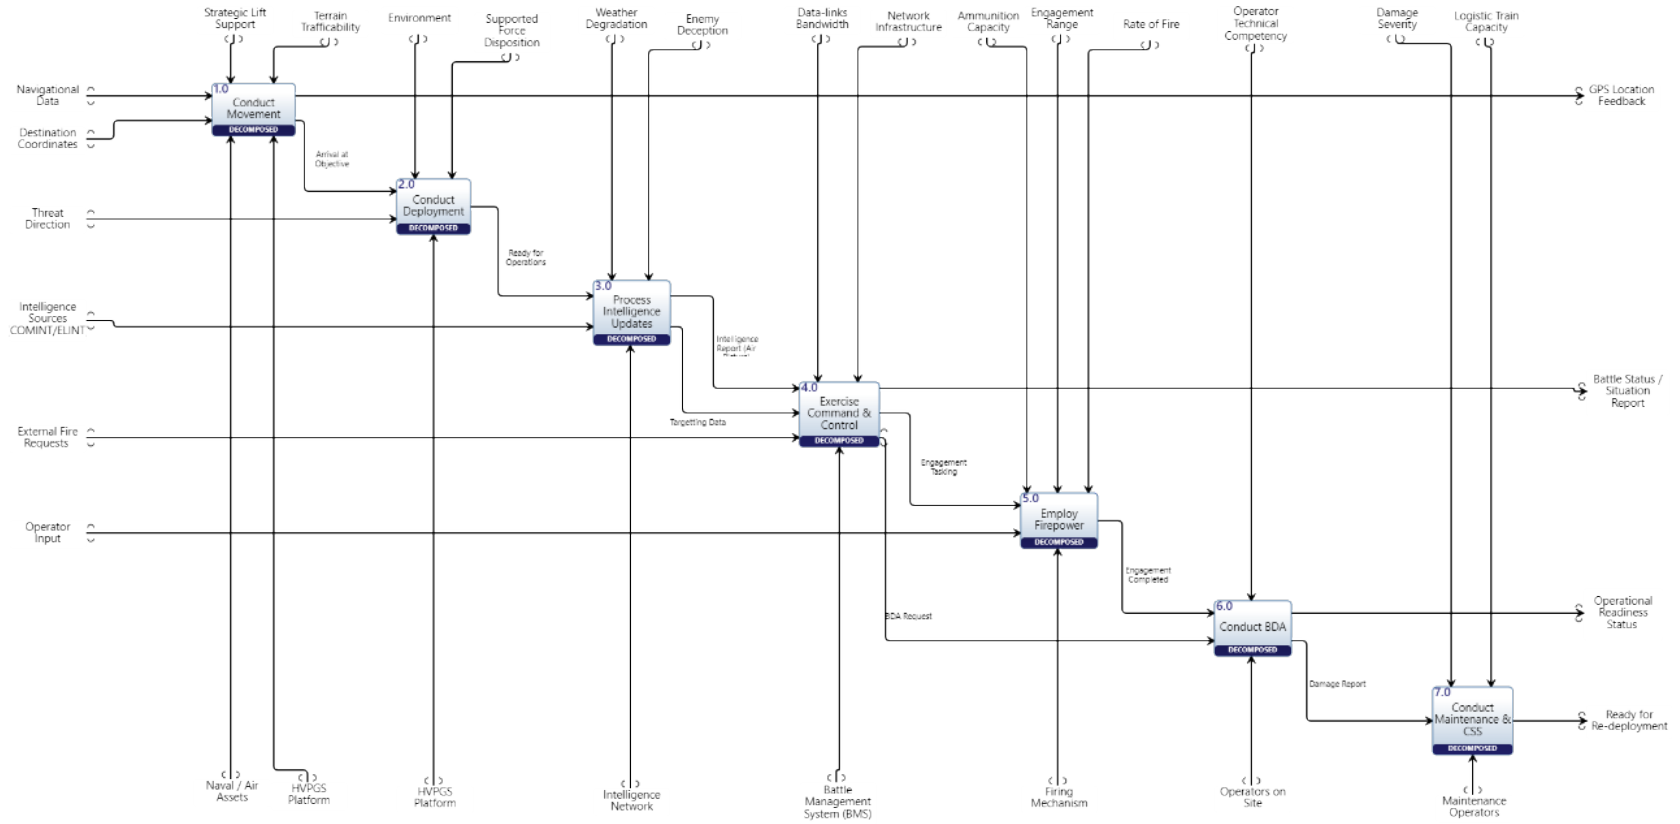 Strategic Lift
Support
Terrain
Trafficability
Environment
Supported
Force
Disposition
Weather
Degradation
Enemy
Deception
Data-links
Bandwidth
Network
Infrastructure
Ammunition
Capacity
Engagement
Range
Rate of Fire
Operator
Technical
Competency
Damage
Severity
Logistic Train
Capacity
Navigational
Data
1.0
Conduct
Movement
DECOMPOSED
GPS Location
Feedback
Destination
Coordinates
Arrival at
Objective
2.0
Conduct
Deployment
DECOMPOSED
Threat
Direction
Ready for
Operations
3.0
Process
Intelligence
Updates
DECOMPOSED
Intelligence
Sources
COMINT/ELINT
Intelligence
Report (Air
4.0
Exercise
Command &
Control
DECOMPOSED
Battle Status /
Situation
Report
Targetting Data
External Fire
Requests
Engagement
Tasking
5.0
Employ
Firepower
DECOMPOSED
Operator
Input
Engagement
Completed
BDA Request
6.0
Conduct BDA
DECOMPOSED
Operational
Readiness
Status
Damage Report
7.0
Conduct
Maintenance &
CSS
DECOMPOSED
Ready for
Re-deployment
Naval / Air
Assets
HVPGS
Platform
HVPGS
Platform
Intelligence
Network
Battle
Management
System (BMS)
Firing
Mechanism
Operators on
Site
Maintenance
Operators